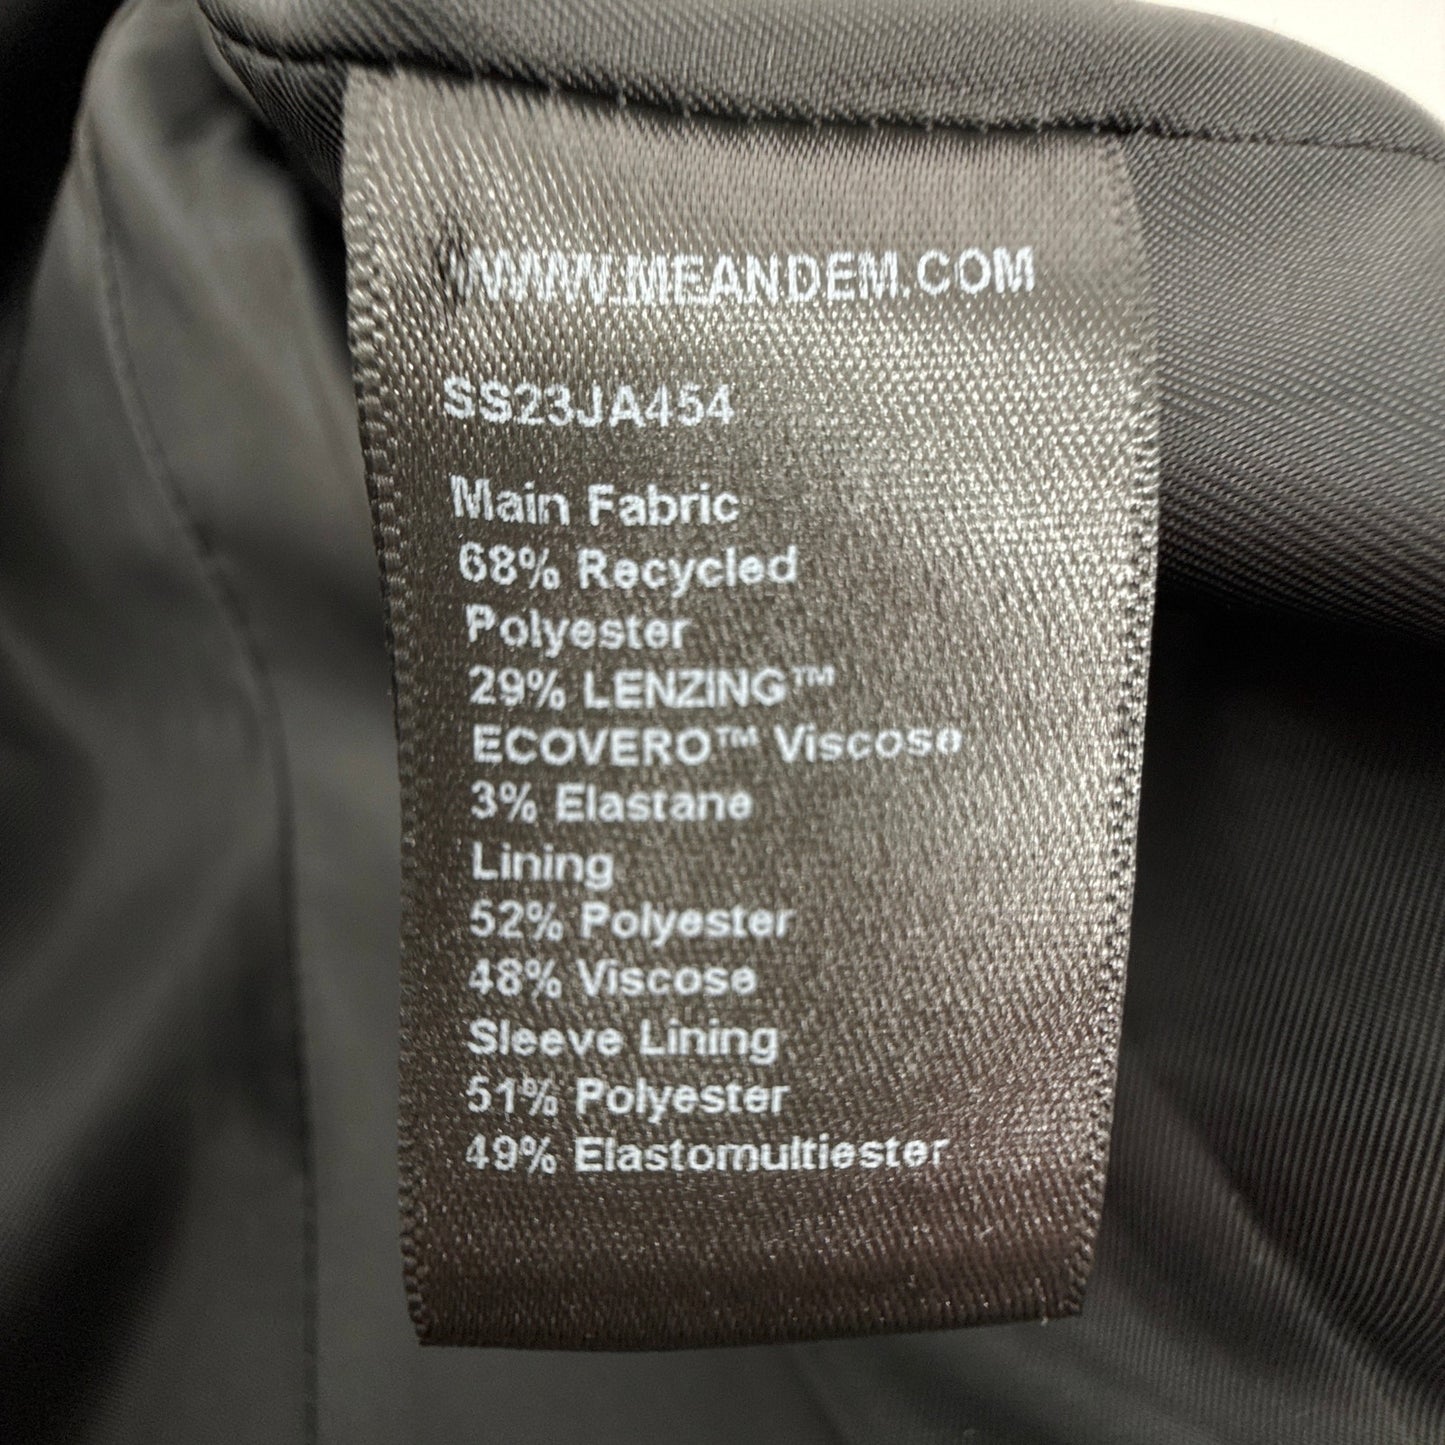 WWW.MEANDEM.COM
SS23JA454
Main Fabric
68% Recycled
Polyester
29% LENZING™
ECOVERO™ Viscose
3% Elastane
Lining
52% Polyester
48% Viscose
Sleeve Lining
51% Polyester
49% Elastomultiester